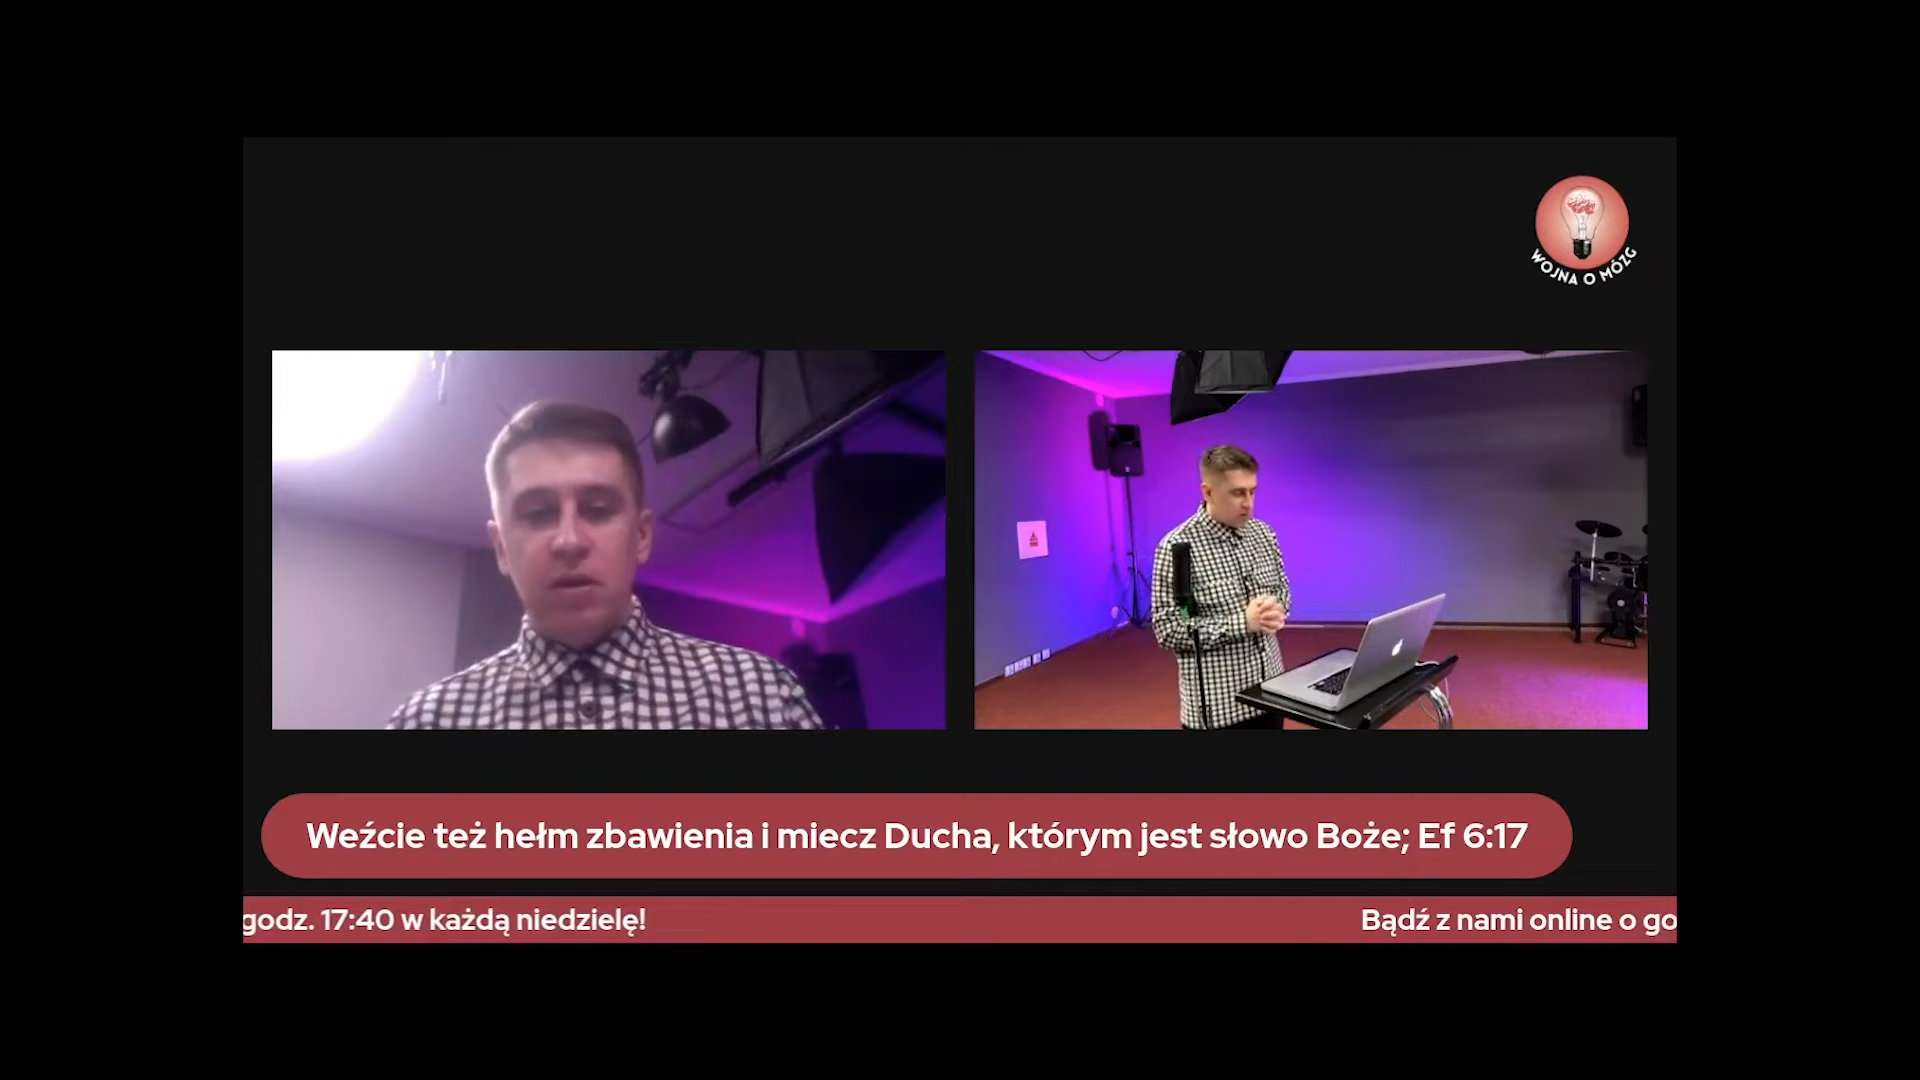 WOJNA O MÓZG
Weźcie też hełm zbawienia i miecz Ducha, którym jest słowo Boże; Ef 6:17
godz. 17:40 w każdą niedzielę! Bądź z nami online o go